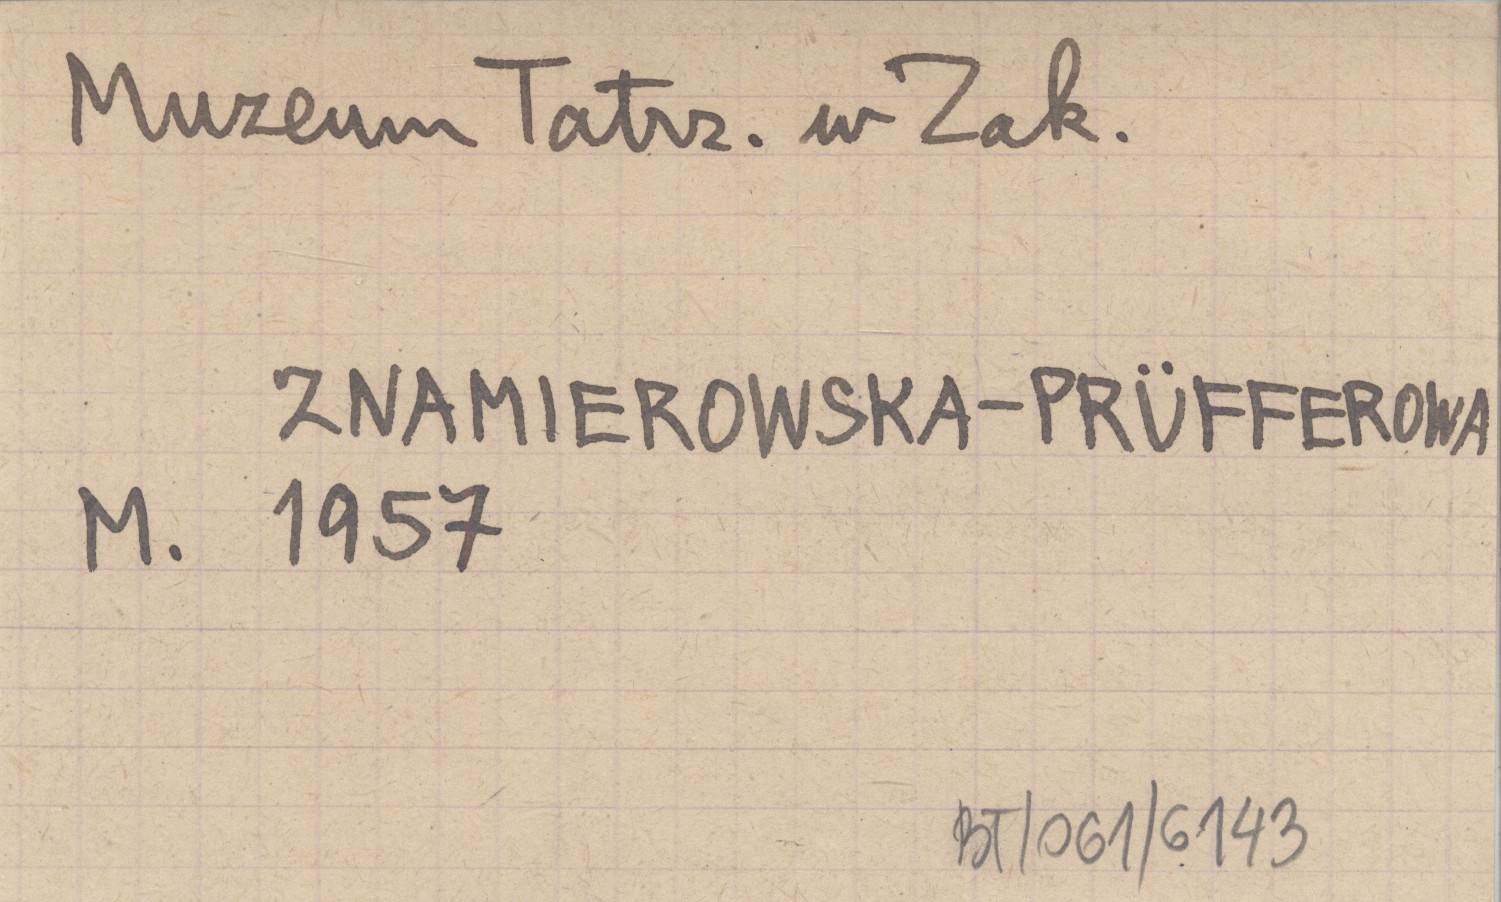 Muzeum Tatrz. w Zak.
ZNAMIEROWSKA-PRÜFFEROWA
M. 1957
BT/061/6143